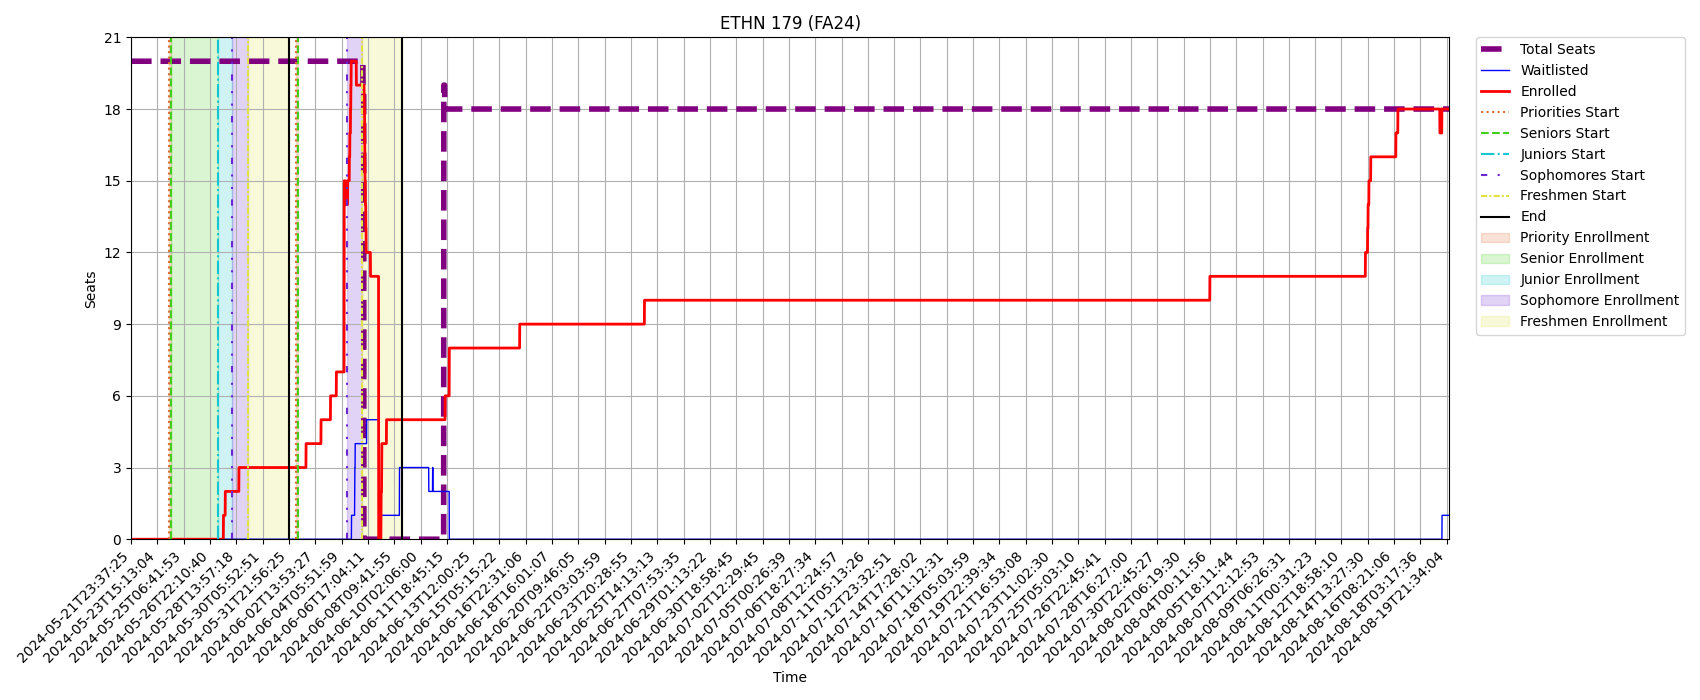 ETHN 179 (FA24)
21
18
15
12
9
6
3
0
Seats
2024-05-21T23:37:25
2024-05-23T15:13:04
2024-05-25T06:41:53
2024-05-26T22:10:40
2024-05-28T13:57:18
2024-05-30T05:52:51
2024-05-31T21:56:25
2024-06-02T13:53:27
2024-06-04T05:51:59
2024-06-06T17:04:11
2024-06-08T09:41:55
2024-06-10T02:06:00
2024-06-11T18:45:15
2024-06-13T12:00:25
2024-06-15T05:15:22
2024-06-16T22:31:06
2024-06-18T16:01:07
2024-06-20T09:46:05
2024-06-22T03:03:59
2024-06-23T20:28:55
2024-06-25T14:13:13
2024-06-27T07:53:35
2024-06-29T01:13:22
2024-06-30T18:58:45
2024-07-02T12:29:45
2024-07-05T00:26:39
2024-07-06T18:27:34
2024-07-08T12:24:57
2024-07-11T05:13:26
2024-07-12T23:32:51
2024-07-14T17:28:02
2024-07-16T11:12:31
2024-07-18T05:03:59
2024-07-19T22:39:34
2024-07-21T16:53:08
2024-07-23T11:02:30
2024-07-25T05:03:10
2024-07-26T22:45:41
2024-07-28T16:27:00
2024-07-30T22:45:27
2024-08-02T06:19:30
2024-08-04T00:11:56
2024-08-05T18:11:44
2024-08-07T12:12:53
2024-08-09T06:26:31
2024-08-11T00:31:23
2024-08-12T18:58:10
2024-08-14T13:27:30
2024-08-16T08:21:06
2024-08-18T03:17:36
2024-08-19T21:34:04
Time
Total Seats
Waitlisted
Enrolled
Priorities Start
Seniors Start
Juniors Start
Sophomores Start
Freshmen Start
End
Priority Enrollment
Senior Enrollment
Junior Enrollment
Sophomore Enrollment
Freshmen Enrollment